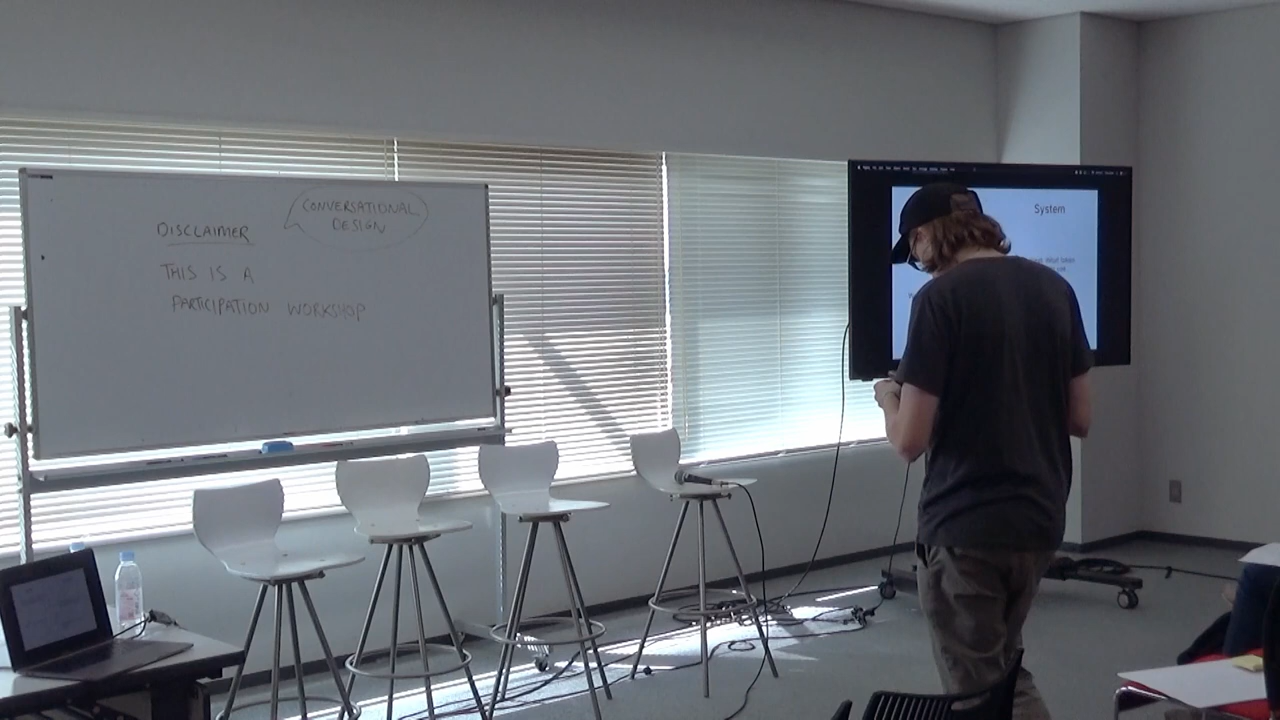 CONVERSATIONAL
DESIGN
DISCLAIMER
THIS IS A
PARTICIPATION WORKSHOP
System